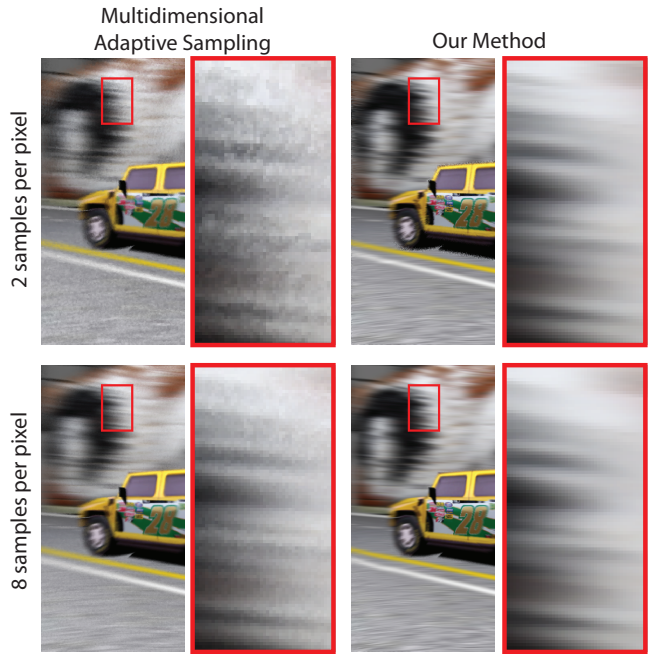 Multidimensional
Adaptive Sampling
Our Method
2 samples per pixel
8 samples per pixel